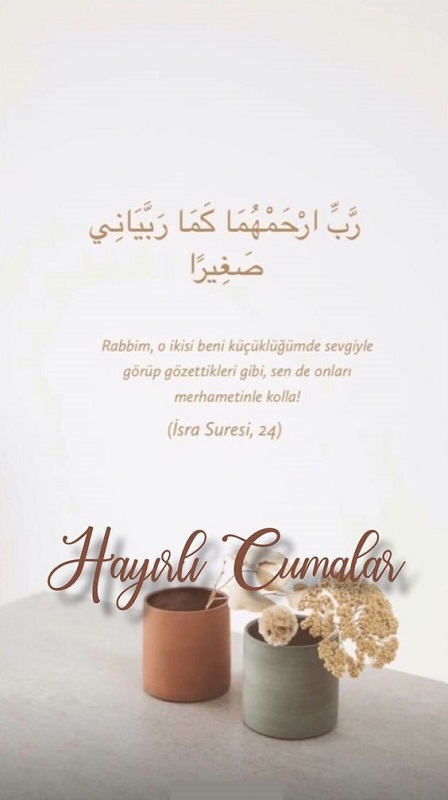 رَّبِّ ارْحَمْهُمَا كَمَا رَبَّيَانِي
صَغِيرًا
Rabbim, o ikisi beni küçüklüğümde sevgiyle
görüp gözettikleri gibi, sen de onları
merhametinle kolla!
(İsra Suresi, 24)
Hayırlı Cumalar